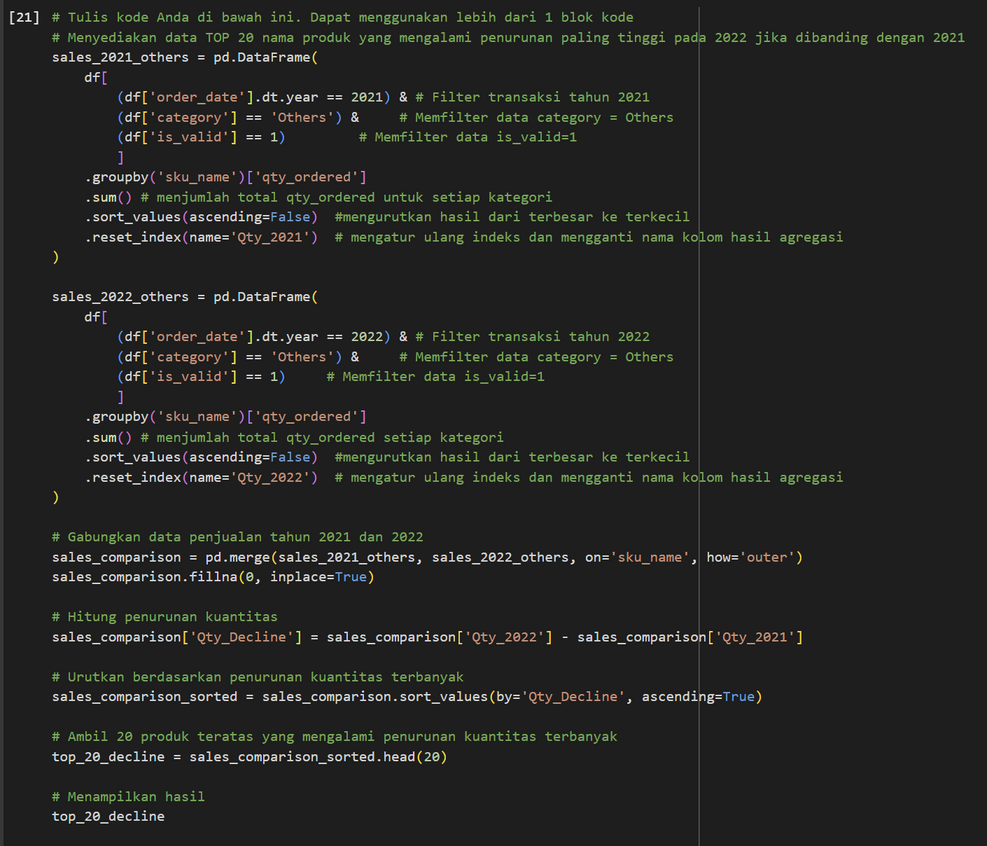 [21] # Tulis kode Anda di bawah ini. Dapat menggunakan lebih dari 1 blok kode
# Menyediakan data TOP 20 nama produk yang mengalami penurunan paling tinggi pada 2022 jika dibanding dengan 2021
sales_2021_others = pd.DataFrame(
    df[
        (df['order_date'].dt.year == 2021) & # Filter transaksi tahun 2021
        (df['category'] == 'Others') &     # Memfilter data category = Others
        (df['is_valid'] == 1)         # Memfilter data is_valid=1
        ]
    .groupby('sku_name')['qty_ordered']
    .sum() # menjumlah total qty_ordered untuk setiap kategori
    .sort_values(ascending=False)  #mengurutkan hasil dari terbesar ke terkecil
    .reset_index(name='Qty_2021')  # mengatur ulang indeks dan mengganti nama kolom hasil agregasi
)
sales_2022_others = pd.DataFrame(
    df[
        (df['order_date'].dt.year == 2022) & # Filter transaksi tahun 2022
        (df['category'] == 'Others') &     # Memfilter data category = Others
        (df['is_valid'] == 1)     # Memfilter data is_valid=1
        ]
    .groupby('sku_name')['qty_ordered']
    .sum() # menjumlah total qty_ordered setiap kategori
    .sort_values(ascending=False)  #mengurutkan hasil dari terbesar ke terkecil
    .reset_index(name='Qty_2022')  # mengatur ulang indeks dan mengganti nama kolom hasil agregasi
)
# Gabungkan data penjualan tahun 2021 dan 2022
sales_comparison = pd.merge(sales_2021_others, sales_2022_others, on='sku_name', how='outer')
sales_comparison.fillna(0, inplace=True)
# Hitung penurunan kuantitas
sales_comparison['Qty_Decline'] = sales_comparison['Qty_2022'] - sales_comparison['Qty_2021']
# Urutkan berdasarkan penurunan kuantitas terbanyak
sales_comparison_sorted = sales_comparison.sort_values(by='Qty_Decline', ascending=True)
# Ambil 20 produk teratas yang mengalami penurunan kuantitas terbanyak
top_20_decline = sales_comparison_sorted.head(20)
# Menampilkan hasil
top_20_decline